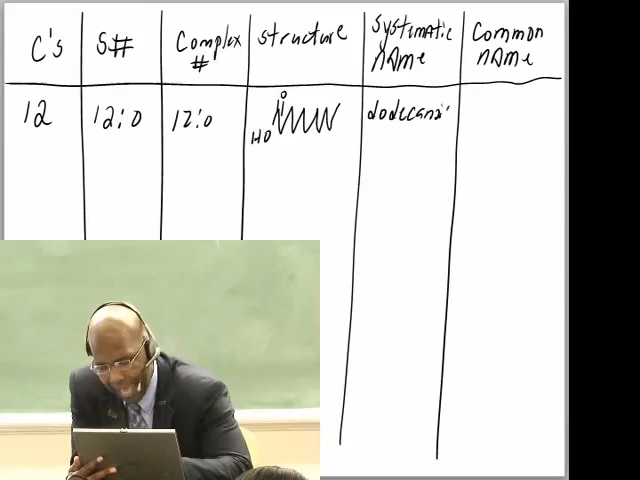 C's S# Complex # structure systematic name Common name
12 12:0 12:0 HO O dodecanoi